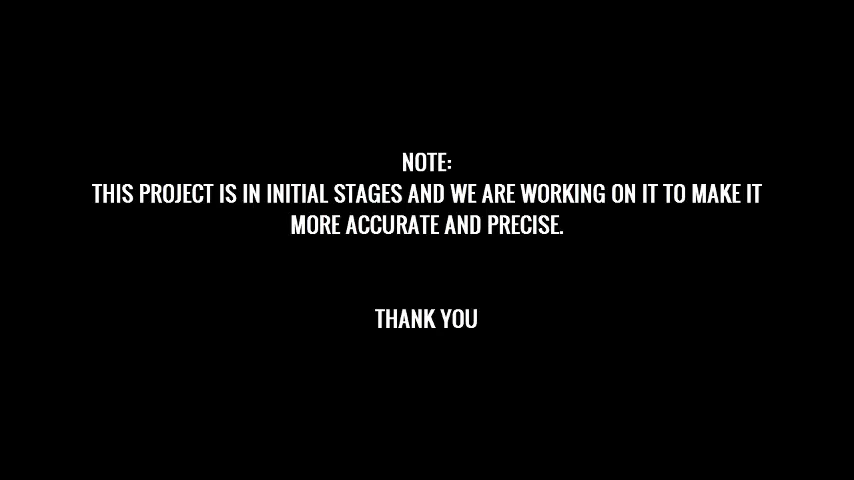 NOTE:
THIS PROJECT IS IN INITIAL STAGES AND WE ARE WORKING ON IT TO MAKE IT
MORE ACCURATE AND PRECISE.
THANK YOU